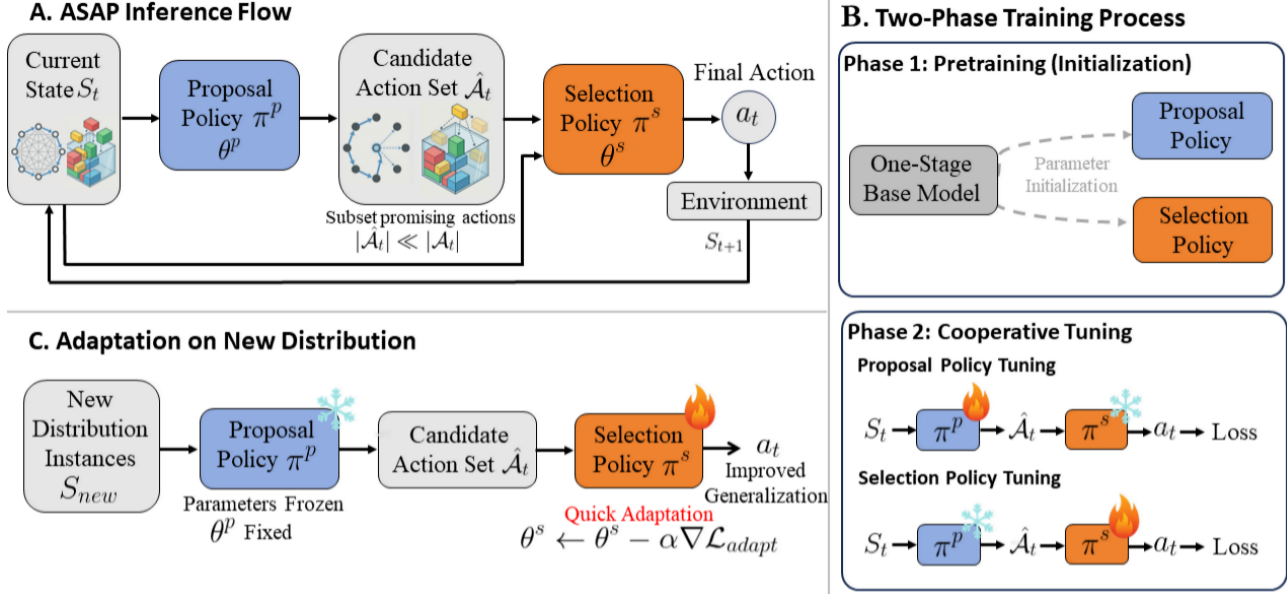 A. ASAP Inference Flow
Current
State S_t
Proposal
Policy π^p
θ^p
Candidate
Action Set Â_t
Subset promising actions
|Â_t| ≪ |A_t|
Selection
Policy π^s
θ^s
Final Action
a_t
Environment
S_{t+1}
B. Two-Phase Training Process
Phase 1: Pretraining (Initialization)
One-Stage
Base Model
Parameter
Initialization
Proposal
Policy
Selection
Policy
Phase 2: Cooperative Tuning
Proposal Policy Tuning
S_t π^p Â_t π^s a_t Loss
Selection Policy Tuning
S_t π^p Â_t π^s a_t Loss
C. Adaptation on New Distribution
New
Distribution
Instances
S_{new}
Proposal
Policy π^p
Parameters Frozen
θ^p Fixed
Candidate
Action Set Â_t
Selection
Policy π^s
Quick Adaptation
θ^s ← θ^s − α∇L_{adapt}
a_t
Improved
Generalization